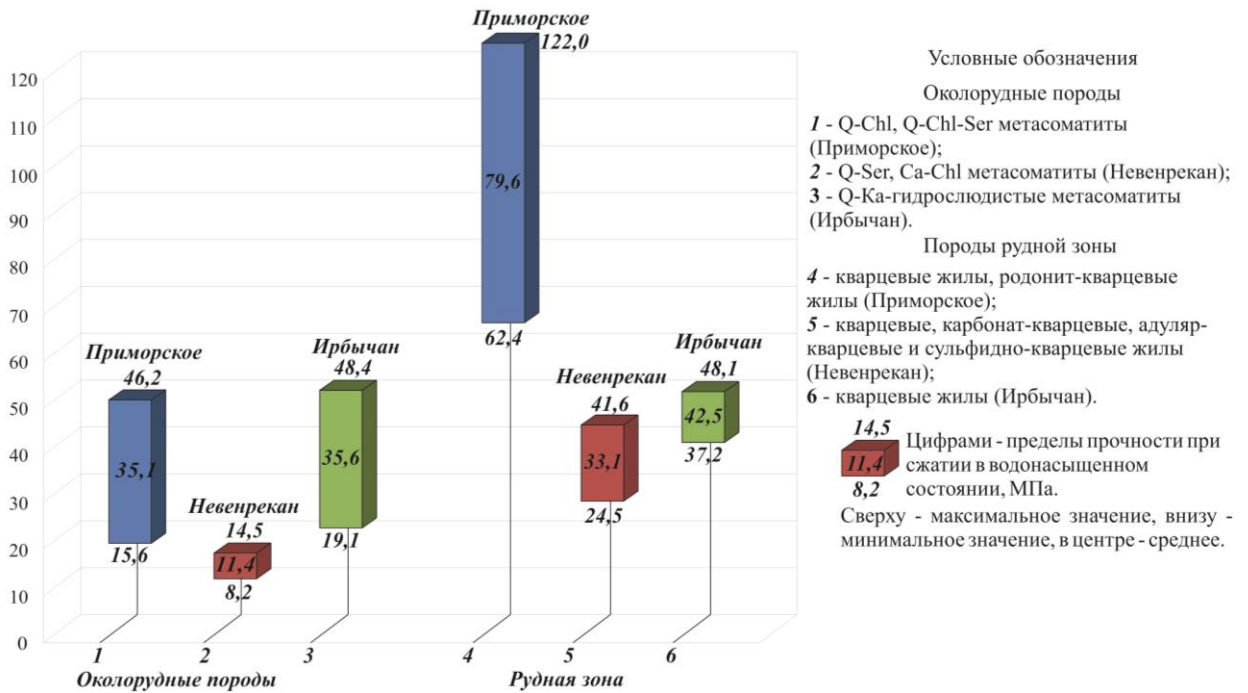 Приморское
122,0
79,6
62,4
120
110
100
90
80
70
60
50
40
30
20
10
0
Приморское
46,2
35,1
15,6
Невенрекан
14,5
11,4
8,2
Ирбычан
48,4
35,6
19,1
Невенрекан
41,6
33,1
24,5
Ирбычан
48,1
42,5
37,2
1 2 3 4 5 6
Околорудные породы Рудная зона
Условные обозначения
Околорудные породы
1 - Q-Chl, Q-Chl-Ser метасоматиты
(Приморское);
2 - Q-Ser, Ca-Chl метасоматиты (Невенрекан);
3 - Q-Ка-гидрослюдистые метасоматиты
(Ирбычан).
Породы рудной зоны
4 - кварцевые жилы, родонит-кварцевые
жилы (Приморское);
5 - кварцевые, карбонат-кварцевые, адуляр-
кварцевые и сульфидно-кварцевые жилы
(Невенрекан);
6 - кварцевые жилы (Ирбычан).
14,5
11,4
8,2
Цифрами - пределы прочности при
сжатии в водонасыщенном
состоянии, МПа.
Сверху - максимальное значение, внизу -
минимальное значение, в центре - среднее.